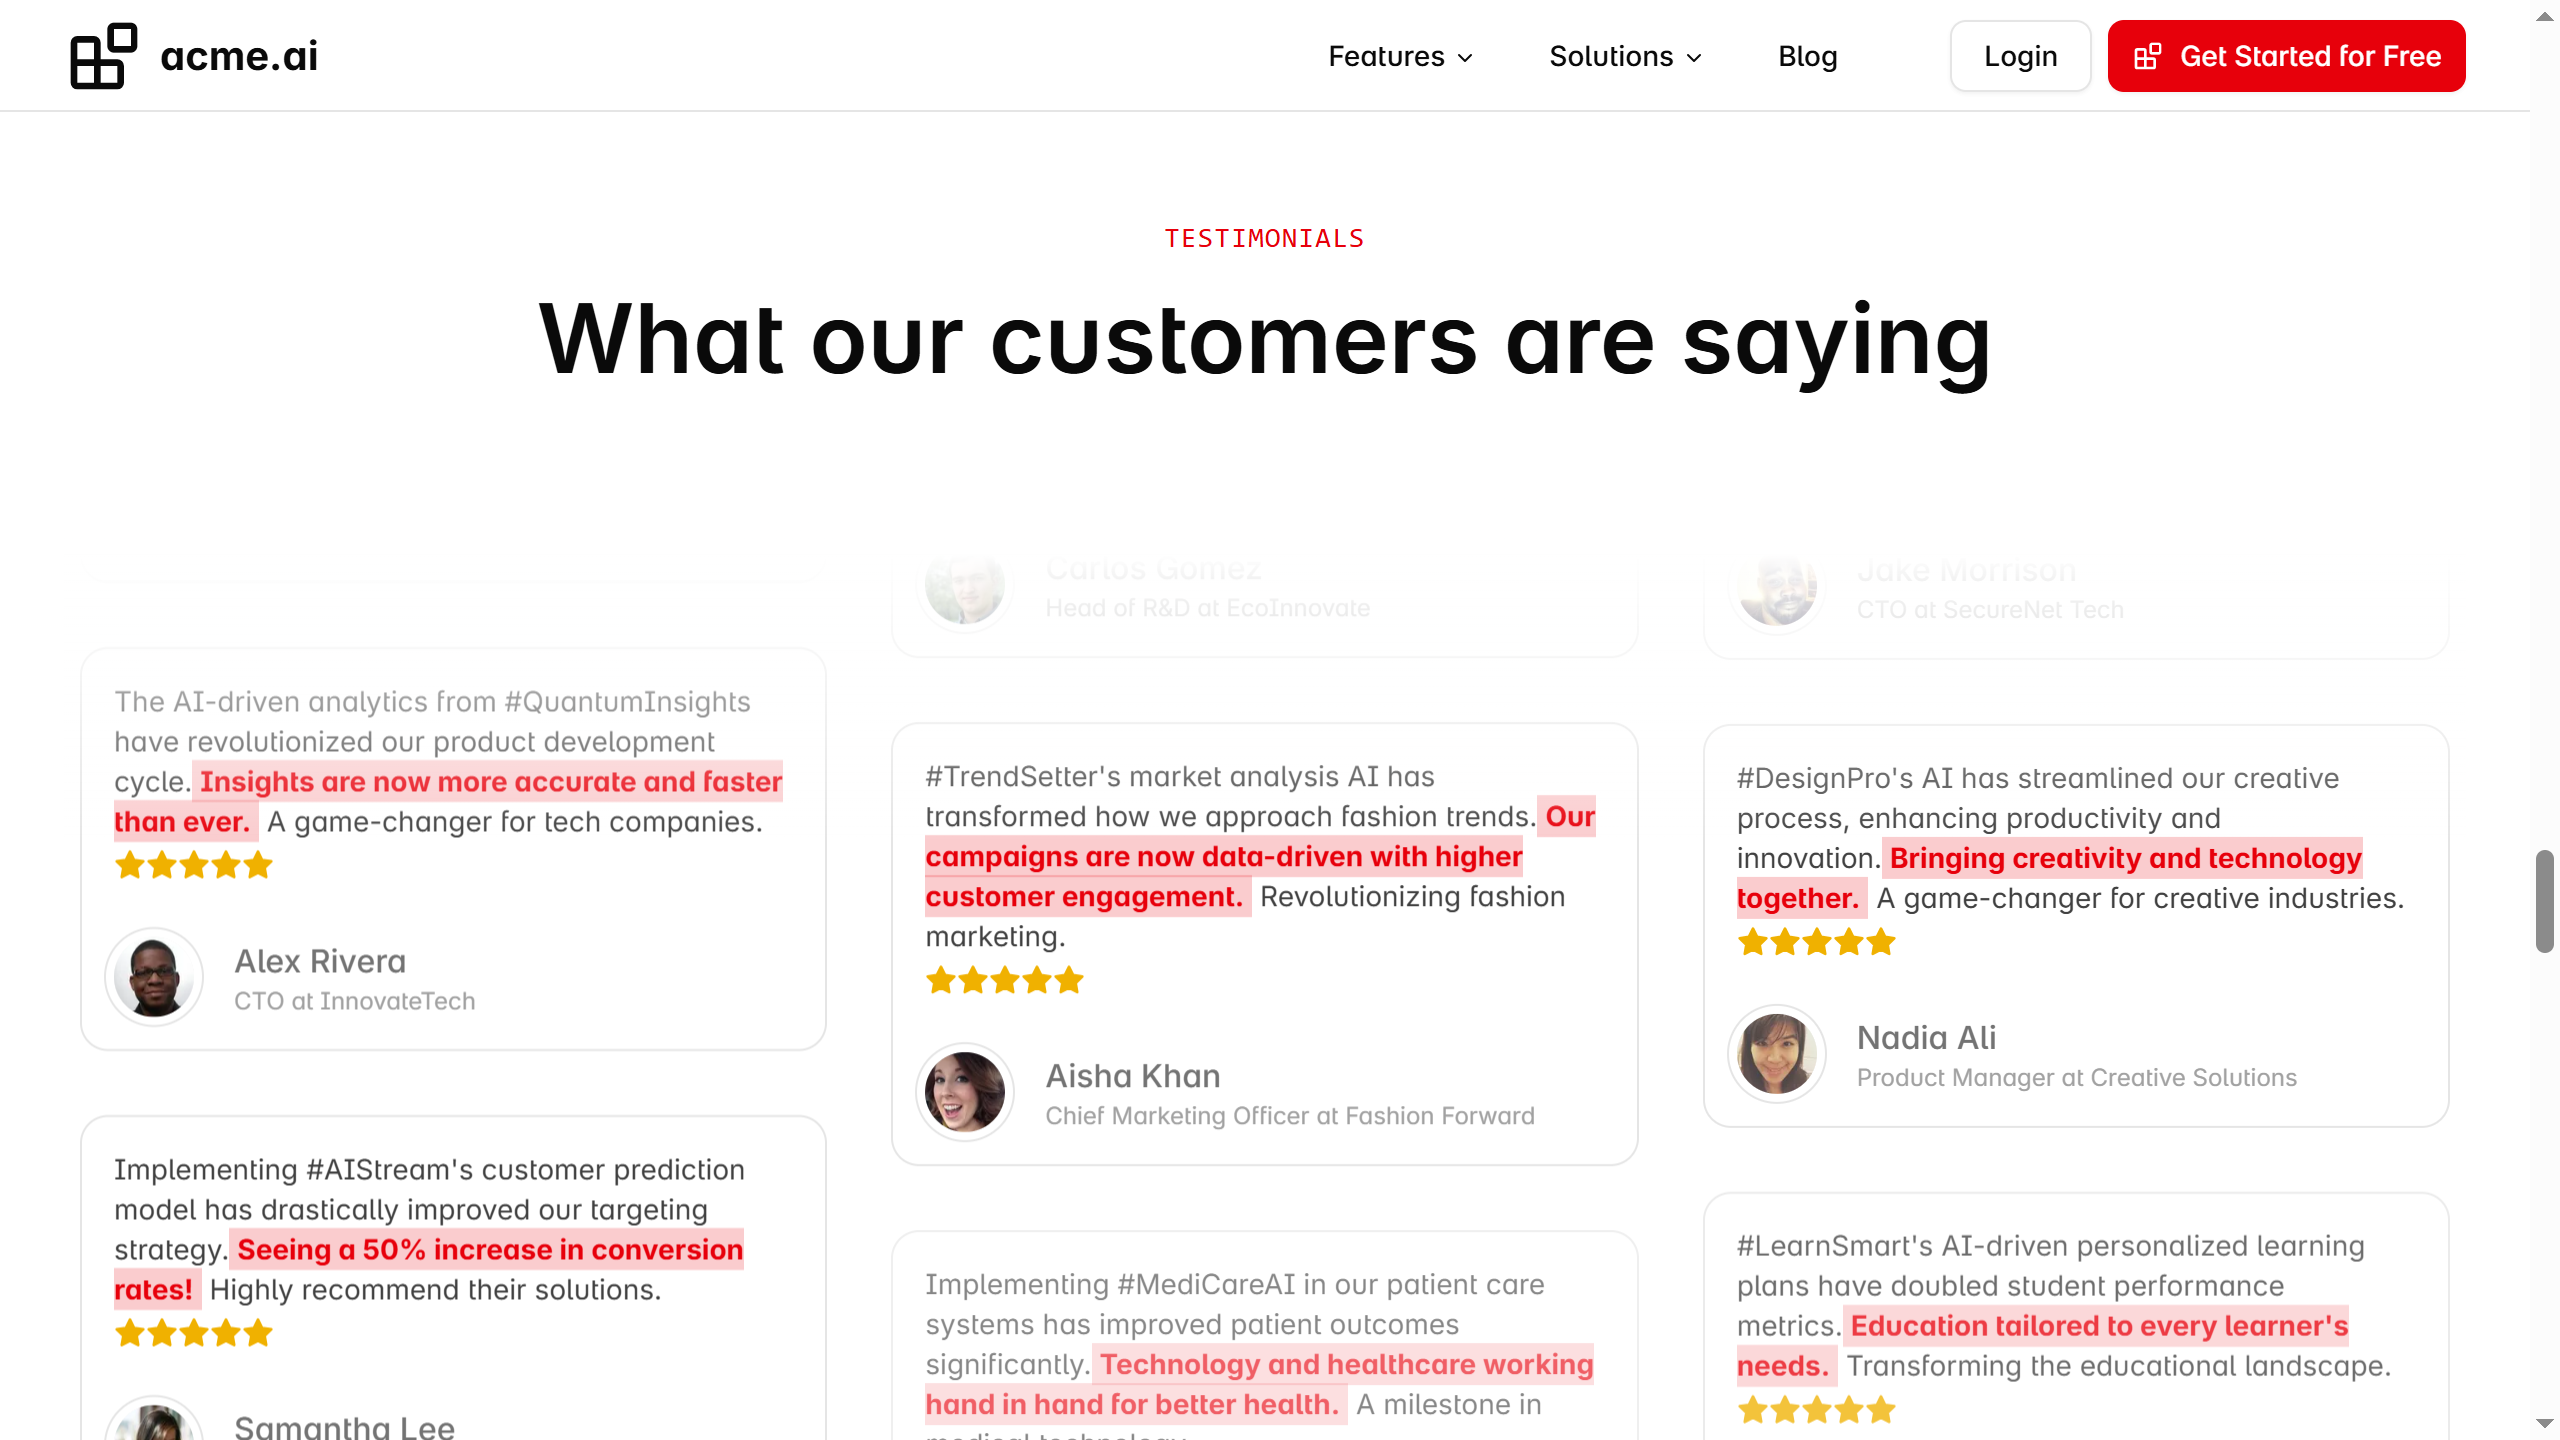 acme.ai
Features
Solutions
Blog
Login
Get Started for Free
TESTIMONIALS
What our customers are saying
The AI-driven analytics from #QuantumInsights
have revolutionized our product development
cycle. Insights are now more accurate and faster
than ever. A game-changer for tech companies.
Alex Rivera
CTO at InnovateTech
Implementing #AIStream's customer prediction
model has drastically improved our targeting
strategy. Seeing a 50% increase in conversion
rates! Highly recommend their solutions.
Samantha Lee
Carlos Gomez
Head of R&D at EcoInnovate
#TrendSetter's market analysis AI has
transformed how we approach fashion trends. Our
campaigns are now data-driven with higher
customer engagement. Revolutionizing fashion
marketing.
Aisha Khan
Chief Marketing Officer at Fashion Forward
Implementing #MediCareAI in our patient care
systems has improved patient outcomes
significantly. Technology and healthcare working
hand in hand for better health. A milestone in
medical technology.
Jake Morrison
CTO at SecureNet Tech
#DesignPro's AI has streamlined our creative
process, enhancing productivity and
innovation. Bringing creativity and technology
together. A game-changer for creative industries.
Nadia Ali
Product Manager at Creative Solutions
#LearnSmart's AI-driven personalized learning
plans have doubled student performance
metrics. Education tailored to every learner's
needs. Transforming the educational landscape.